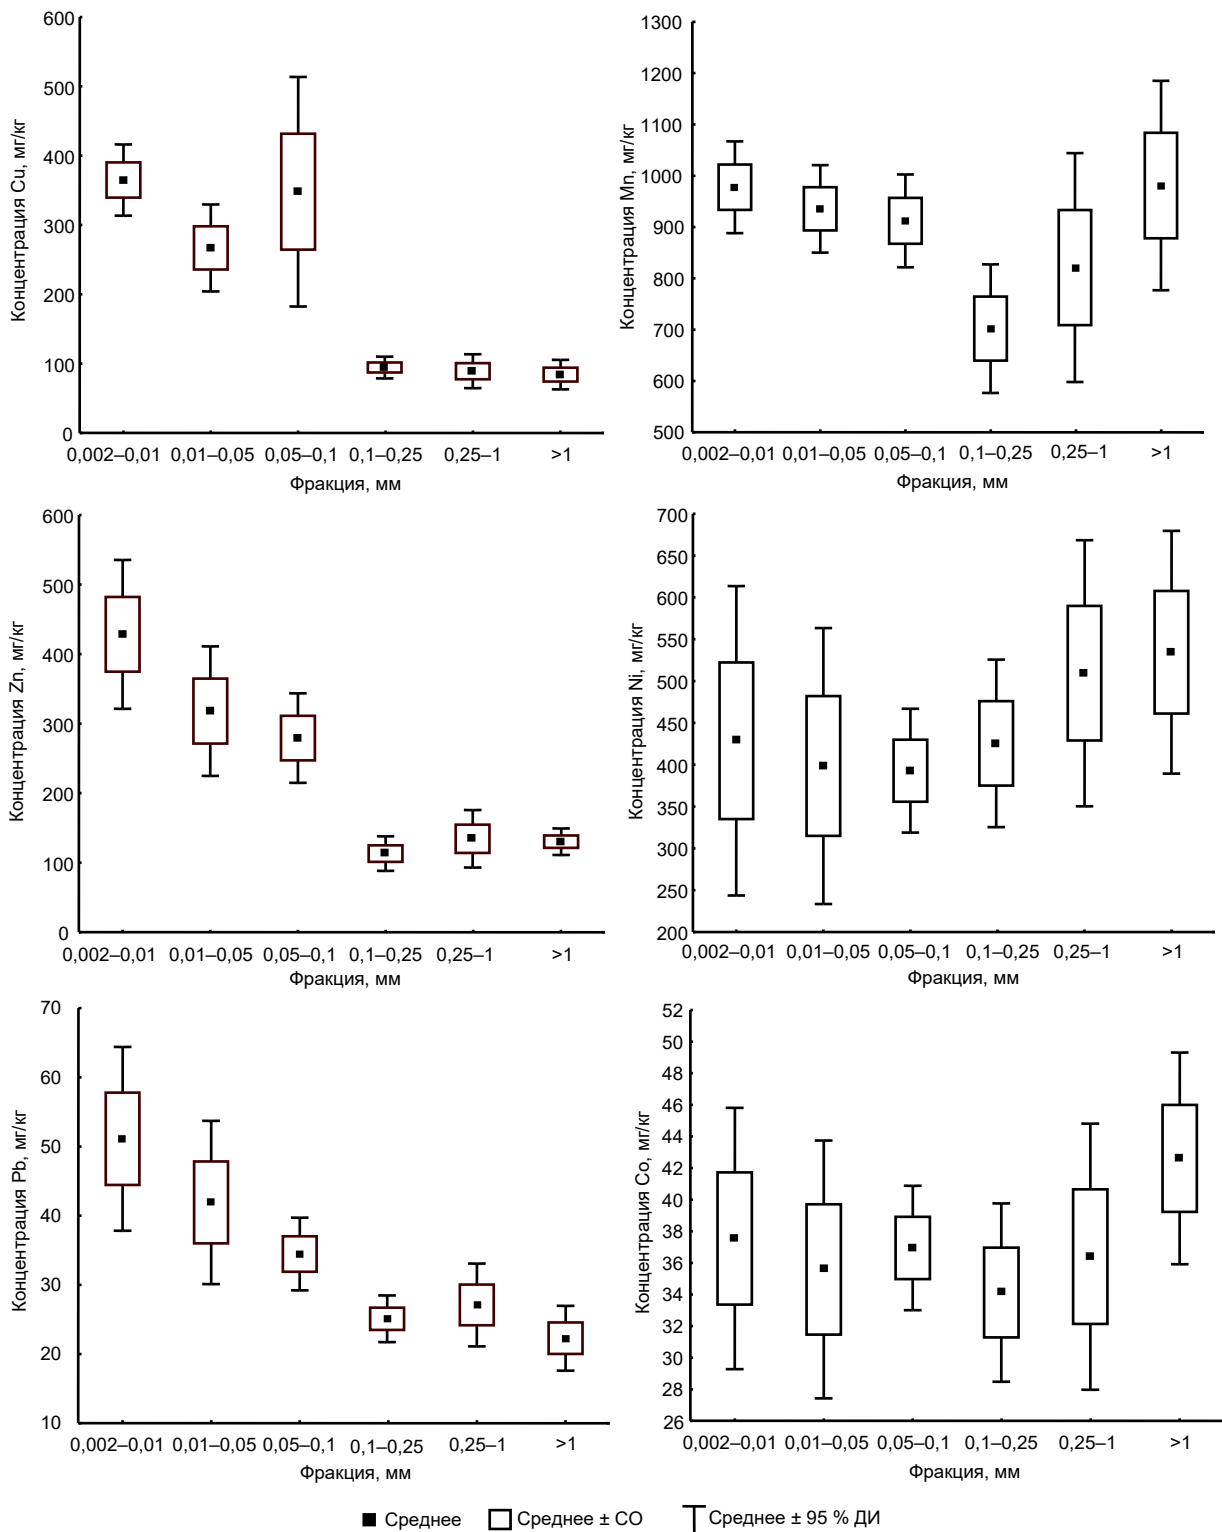 600
500
400
300
200
100
0
Концентрация Cu, мг/кг
0,002–0,01 0,01–0,05 0,05–0,1 0,1–0,25 0,25–1 >1
Фракция, мм
1300
1200
1100
1000
900
800
700
600
500
Концентрация Mn, мг/кг
0,002–0,01 0,01–0,05 0,05–0,1 0,1–0,25 0,25–1 >1
Фракция, мм
600
500
400
300
200
100
0
Концентрация Zn, мг/кг
0,002–0,01 0,01–0,05 0,05–0,1 0,1–0,25 0,25–1 >1
Фракция, мм
700
650
600
550
500
450
400
350
300
250
200
Концентрация Ni, мг/кг
0,002–0,01 0,01–0,05 0,05–0,1 0,1–0,25 0,25–1 >1
Фракция, мм
70
60
50
40
30
20
10
Концентрация Pb, мг/кг
0,002–0,01 0,01–0,05 0,05–0,1 0,1–0,25 0,25–1 >1
Фракция, мм
52
50
48
46
44
42
40
38
36
34
32
30
28
26
Концентрация Co, мг/кг
0,002–0,01 0,01–0,05 0,05–0,1 0,1–0,25 0,25–1 >1
Фракция, мм
Среднее Среднее ± СО Среднее ± 95 % ДИ